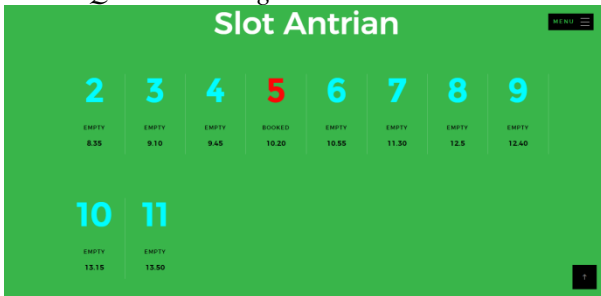 Slot Antrian
MENU
2 3 4 5 6 7 8 9
EMPTY EMPTY EMPTY BOOKED EMPTY EMPTY EMPTY EMPTY
8.35 9.10 9.45 10.20 10.55 11.30 12.5 12.40
10 11
EMPTY EMPTY
13.15 13.50